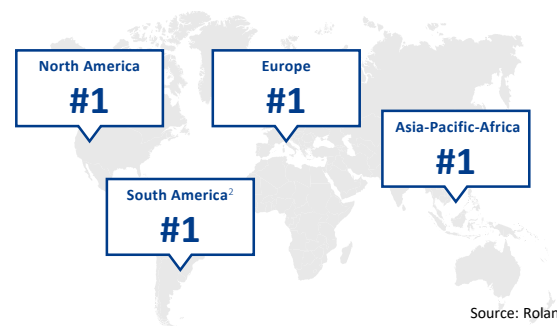 North America
#1
Europe
#1
Asia-Pacific-Africa
#1
South America²
#1
Source: Rolan